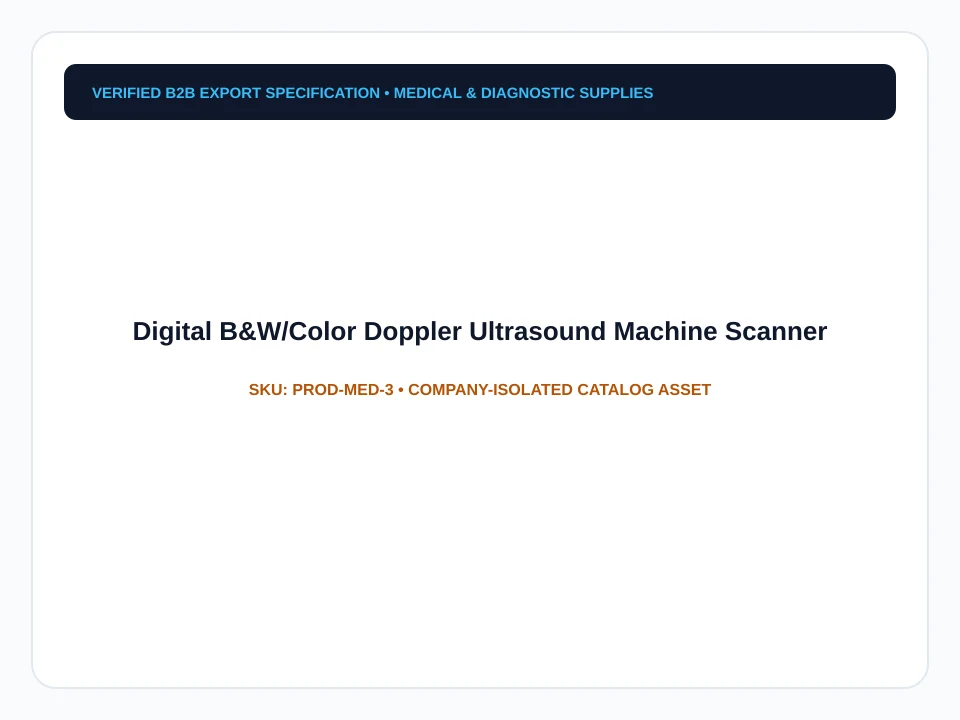 VERIFIED B2B EXPORT SPECIFICATION • MEDICAL & DIAGNOSTIC SUPPLIES
Digital B&W/Color Doppler Ultrasound Machine Scanner
SKU: PROD-MED-3 • COMPANY-ISOLATED CATALOG ASSET